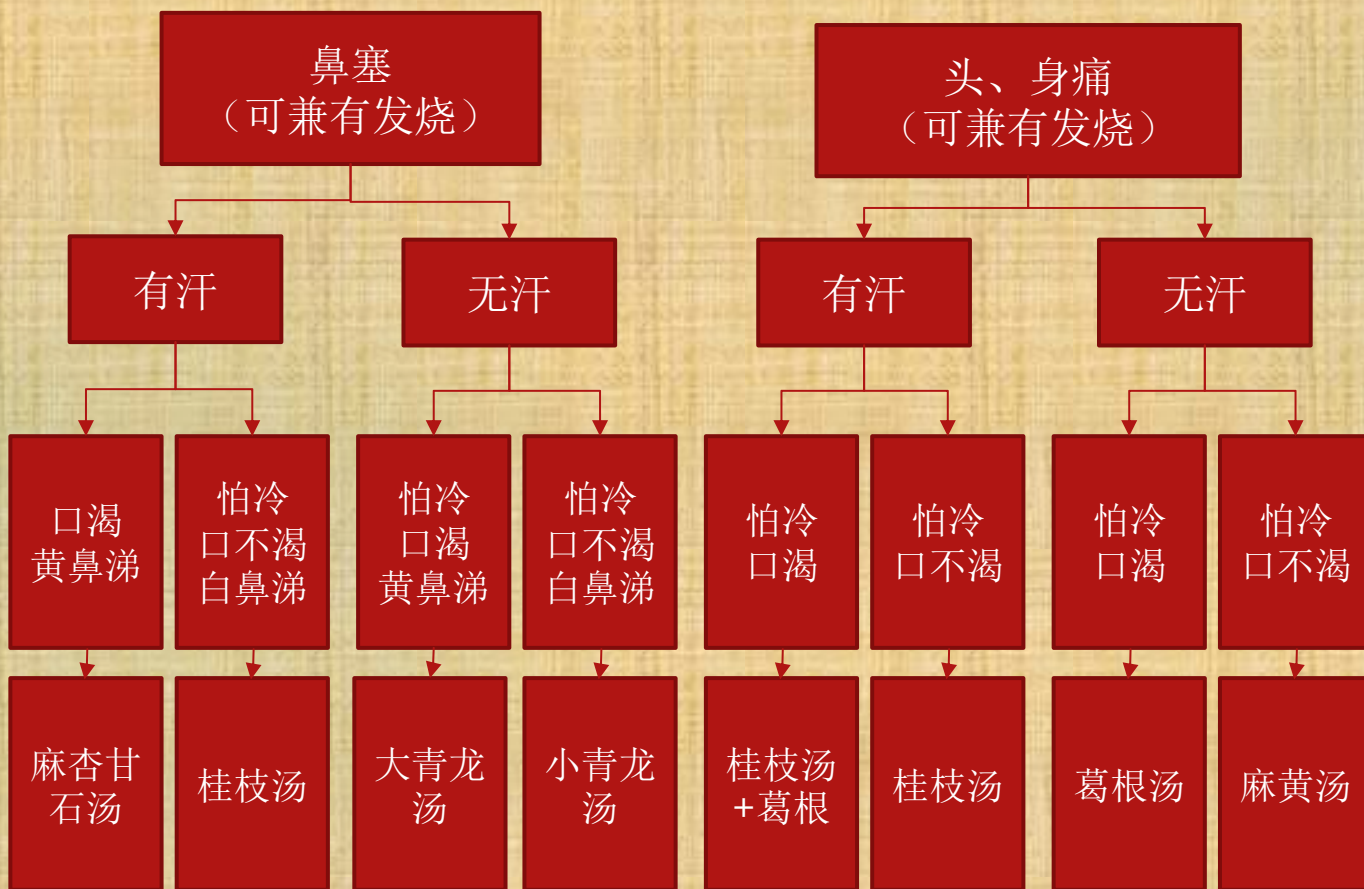 鼻塞
（可兼有发烧）
头、身痛
（可兼有发烧）
有汗
无汗
有汗
无汗
口渴
黄鼻涕
怕冷
口不渴
白鼻涕
怕冷
口渴
黄鼻涕
怕冷
口不渴
白鼻涕
怕冷
口渴
怕冷
口不渴
怕冷
口渴
怕冷
口不渴
麻杏甘
石汤
桂枝汤
大青龙
汤
小青龙
汤
桂枝汤
+葛根
桂枝汤
葛根汤
麻黄汤